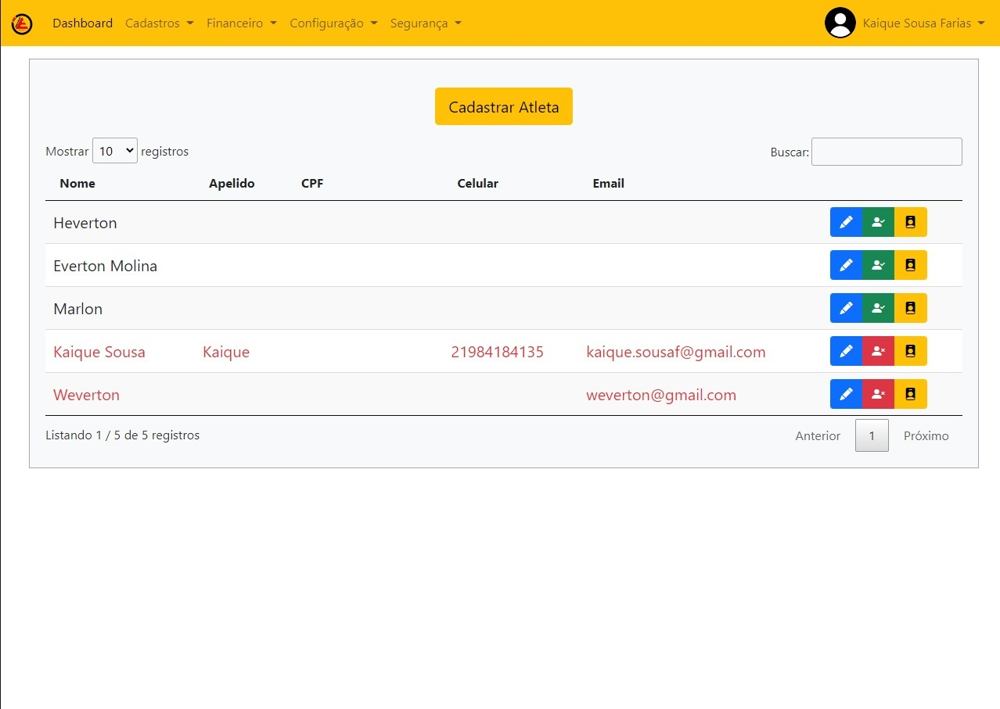 Dashboard Cadastros Financeiro Configuração Segurança Kaique Sousa Farias
Cadastrar Atleta
Mostrar 10 registros Buscar:
Nome Apelido CPF Celular Email
Heverton
Everton Molina
Marlon
Kaique Sousa Kaique 21984184135 kaique.sousaf@gmail.com
Weverton weverton@gmail.com
Listando 1 / 5 de 5 registros Anterior 1 Próximo